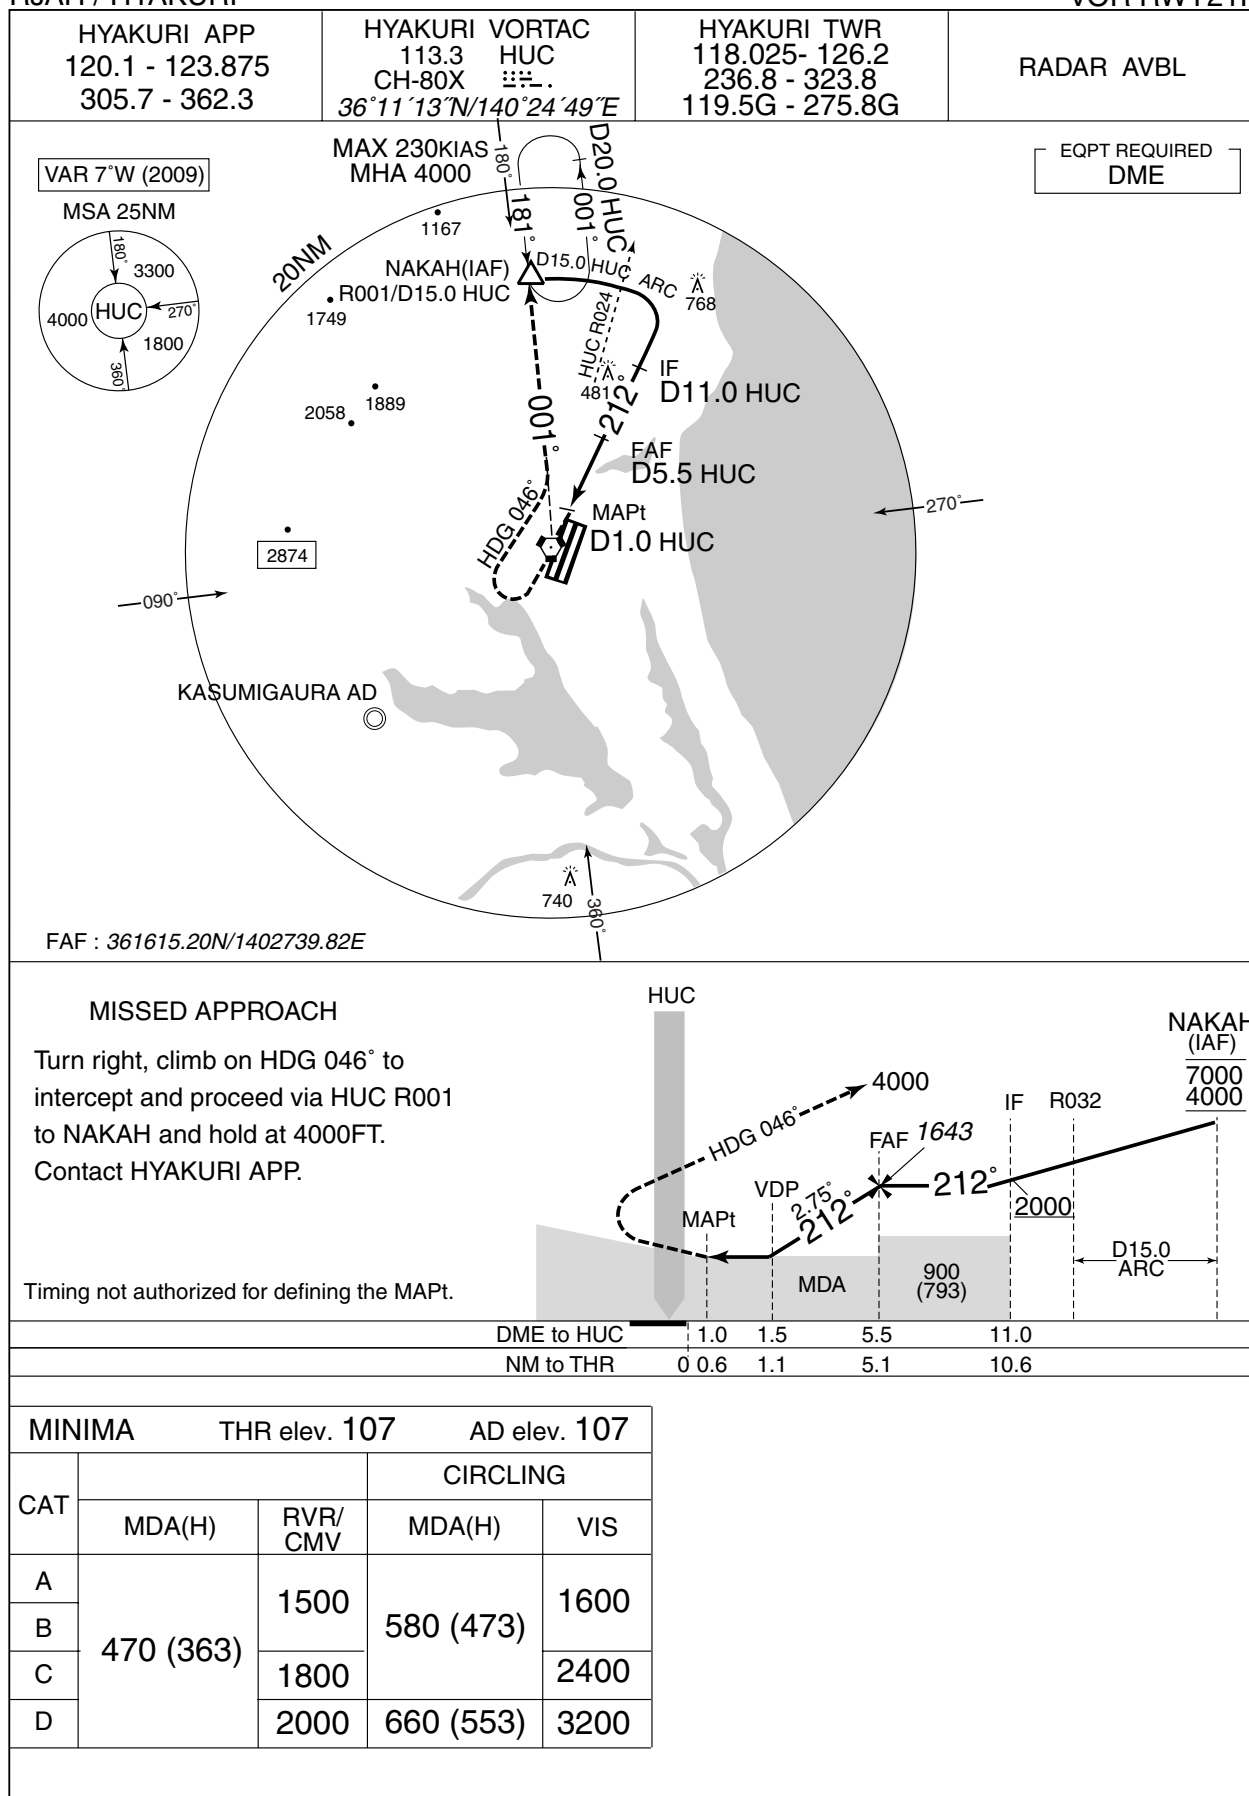 HYAKURI APP
120.1 - 123.875
305.7 - 362.3
HYAKURI VORTAC
113.3 HUC
CH-80X
36°11´13˝N/140°24´49˝E
HYAKURI TWR
118.025- 126.2
236.8 - 323.8
119.5G - 275.8G
RADAR AVBL
EQPT REQUIRED
DME
VAR 7°W (2009)
MSA 25NM
180°
3300
4000
HUC
270°
1800
360°
MAX 230KIAS
MHA 4000
180°
181°
001°
D20.0 HUC
1167
20NM
NAKAH(IAF)
R001/D15.0 HUC
D15.0 HUC ARC
768
1749
HUC R024
481
IF
D11.0 HUC
212°
001°
2058
1889
FAF
D5.5 HUC
HDG 046°
MAPt
D1.0 HUC
270°
2874
090°
KASUMIGAURA AD
740
360°
FAF : 361615.20N/1402739.82E
MISSED APPROACH
Turn right, climb on HDG 046° to
intercept and proceed via HUC R001
to NAKAH and hold at 4000FT.
Contact HYAKURI APP.
Timing not authorized for defining the MAPt.
HUC
NAKAH
(IAF)
7000
4000
4000
HDG 046°
IF
R032
FAF
1643
VDP
2.75°
212°
212°
2000
MAPt
D15.0
ARC
MDA
900
(793)
DME to HUC 1.0 1.5 5.5 11.0
NM to THR 0 0.6 1.1 5.1 10.6
MINIMA THR elev. 107 AD elev. 107
CAT
CIRCLING
MDA(H)
RVR/
CMV
MDA(H)
VIS
A
B
C
D
470 (363)
1500
1800
2000
580 (473)
660 (553)
1600
2400
3200